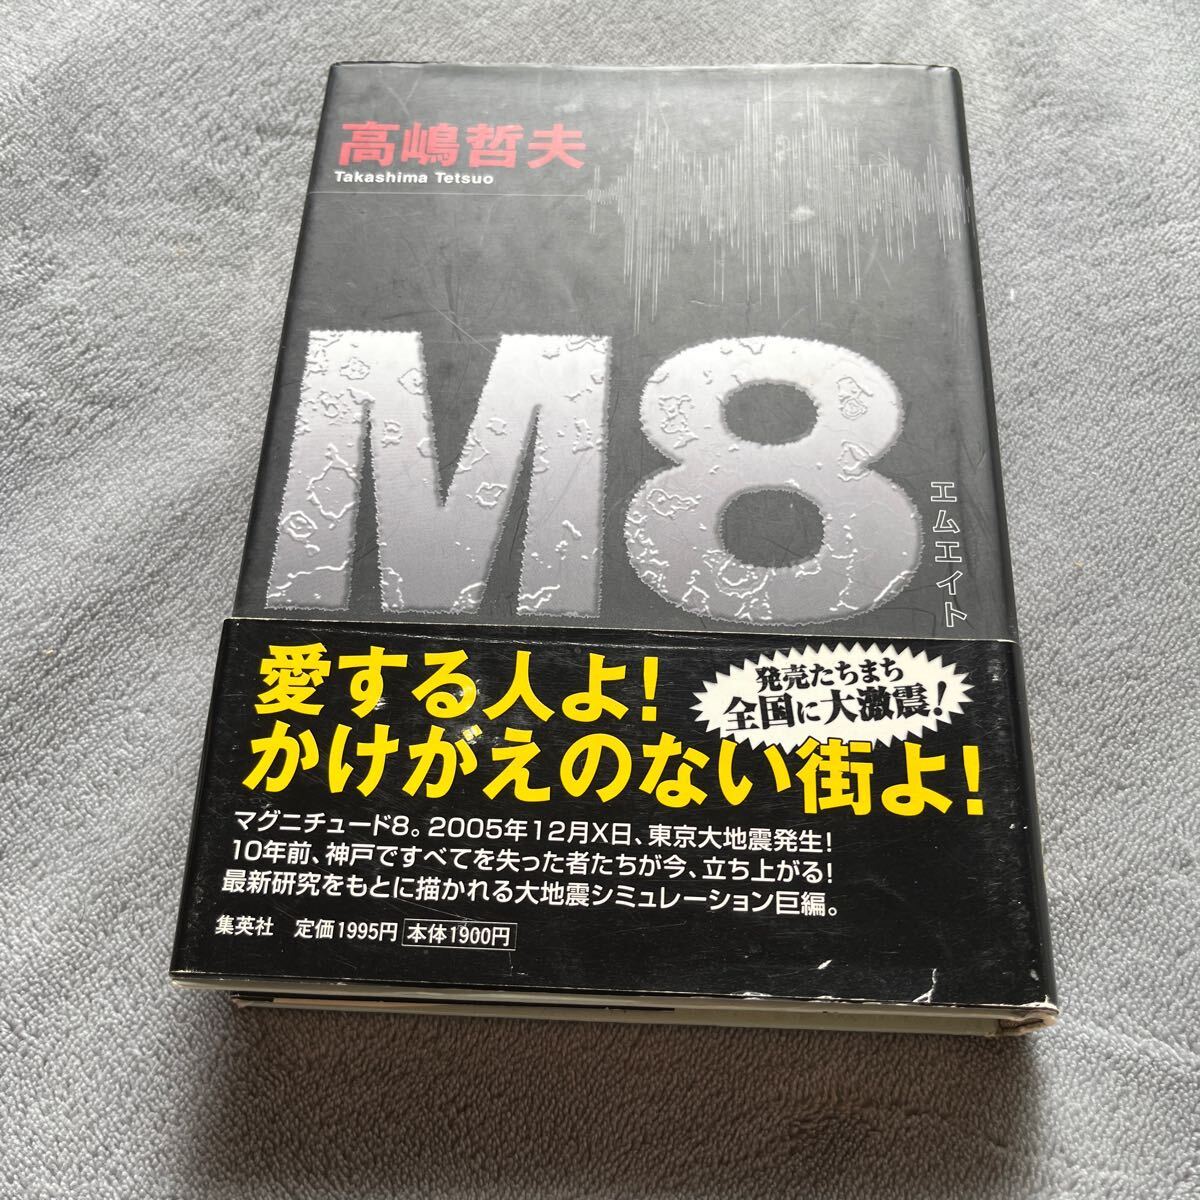 高嶋哲夫
Takashima Tetsuo
M8
エムエイト
愛する人よ!
かけがえのない街よ!
発売たちまち
全国に大激震!
マグニチュード8。2005年12月X日、東京大地震発生!
10年前、神戸ですべてを失った者たちが今、立ち上がる!
最新研究をもとに描かれる大地震シミュレーション巨編。
集英社 定価1995円 本体1900円